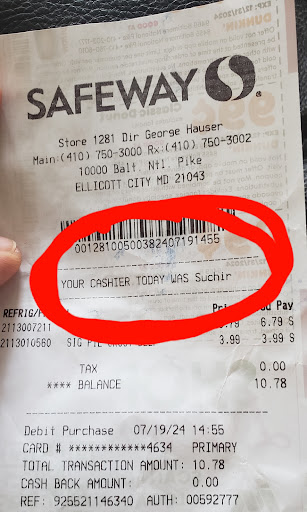 SAFEWAY
Store 1281 Dir George Hauser
Main:(410) 750-3000 Rx:(410) 750-3002
10000 Balt. Ntl. Pike
ELLICOTT CITY MD 21043
00128100500382407191455
YOUR CASHIER TODAY WAS Suchir
REFRIG/ Pay
2113007211 6.79 S
2113010560 3.99 3.99 S
TAX 0.00
**** BALANCE 10.78
Debit Purchase 07/19/24 14:55
CARD # ************4634 PRIMARY
TOTAL TRANSACTION AMOUNT: 10.78
CASH BACK AMOUNT: 0.00
REF: 926521146340 AUTH: 00592777